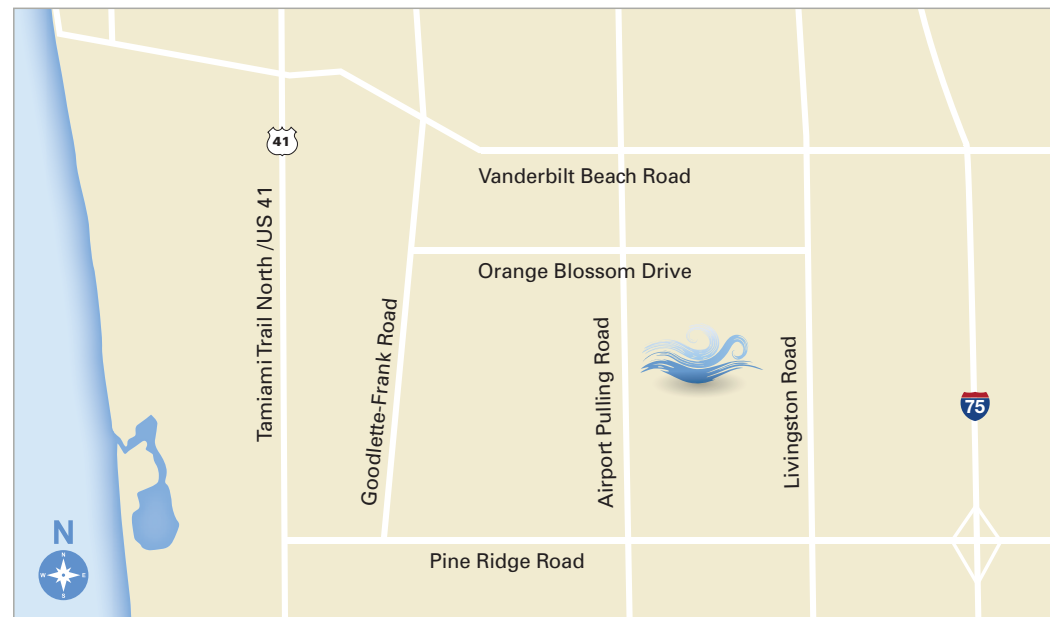 41
Vanderbilt Beach Road
Tamiami Trail North /US 41
Orange Blossom Drive
Goodlette-Frank Road
Airport Pulling Road
Livingston Road
75
N
N
W E
S
Pine Ridge Road